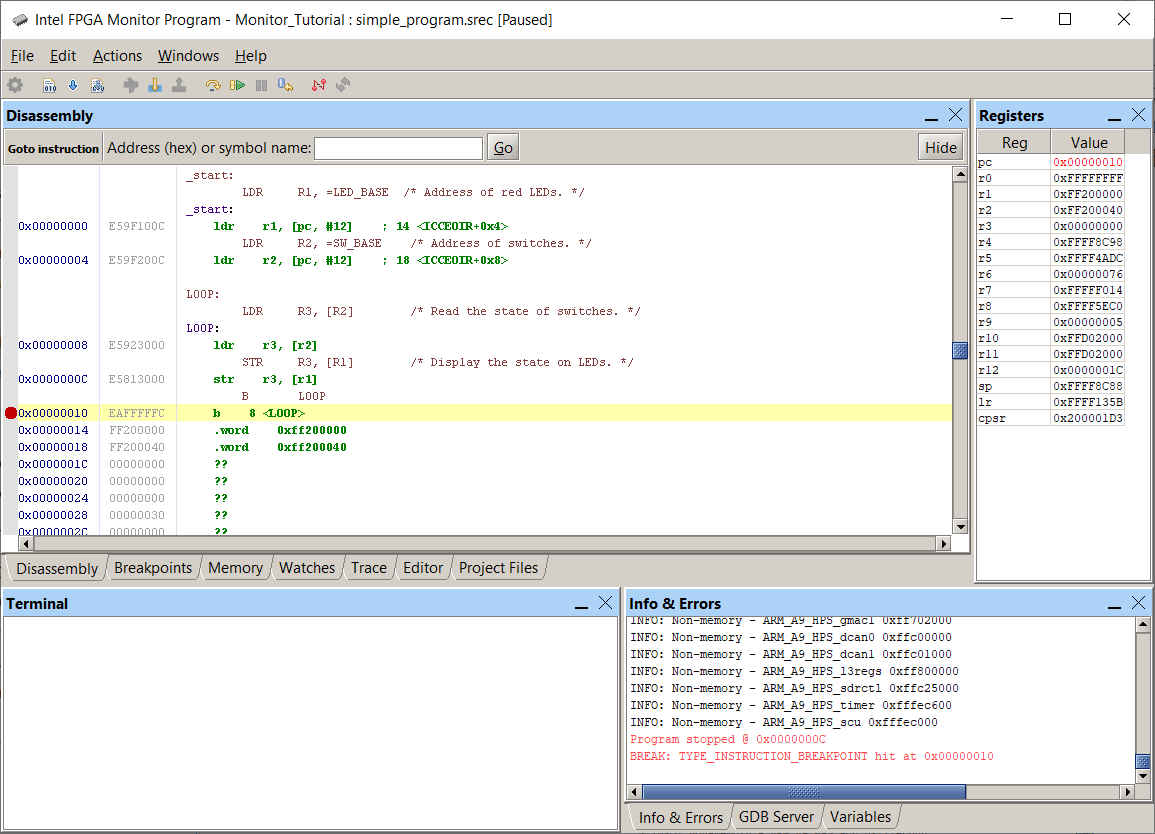 Intel FPGA Monitor Program - Monitor_Tutorial : simple_program.srec [Paused]
File Edit Actions Windows Help
Disassembly
Goto instruction Address (hex) or symbol name: Go Hide
_start:
LDR R1, =LED_BASE /* Address of red LEDs. */
_start:
0x00000000 E59F100C ldr r1, [pc, #12] ; 14 <ICCEOIR+0x4>
LDR R2, =SW_BASE /* Address of switches. */
0x00000004 E59F200C ldr r2, [pc, #12] ; 18 <ICCEOIR+0x8>
LOOP:
LDR R3, [R2] /* Read the state of switches. */
LOOP:
0x00000008 E5923000 ldr r3, [r2]
STR R3, [R1] /* Display the state on LEDs. */
0x0000000C E5813000 str r3, [r1]
B LOOP
0x00000010 EAFFFFFC b 8 <LOOP>
0x00000014 FF200000 .word 0xff200000
0x00000018 FF200040 .word 0xff200040
0x0000001C 00000000 ??
0x00000020 00000000 ??
0x00000024 00000000 ??
0x00000028 00000030 ??
0x0000002C 00000000 ??
Disassembly Breakpoints Memory Watches Trace Editor Project Files
Registers
Reg Value
pc 0x00000010
r0 0xFFFFFFFF
r1 0xFF200000
r2 0xFF200040
r3 0x00000000
r4 0xFFFF8C98
r5 0xFFFF4ADC
r6 0x00000076
r7 0xFFFFF014
r8 0xFFFF5EC0
r9 0x00000005
r10 0xFFD02000
r11 0xFFD02000
r12 0x0000001C
sp 0xFFFF8C88
lr 0xFFFF135B
cpsr 0x200001D3
Terminal
Info & Errors
INFO: Non-memory - ARM_A9_HPS_gmac1 0xff702000
INFO: Non-memory - ARM_A9_HPS_dcan0 0xffc00000
INFO: Non-memory - ARM_A9_HPS_dcan1 0xffc01000
INFO: Non-memory - ARM_A9_HPS_l3regs 0xff800000
INFO: Non-memory - ARM_A9_HPS_sdrctl 0xffc25000
INFO: Non-memory - ARM_A9_HPS_timer 0xfffec600
INFO: Non-memory - ARM_A9_HPS_scu 0xfffec000
Program stopped @ 0x0000000C
BREAK: TYPE_INSTRUCTION_BREAKPOINT hit at 0x00000010
Info & Errors GDB Server Variables